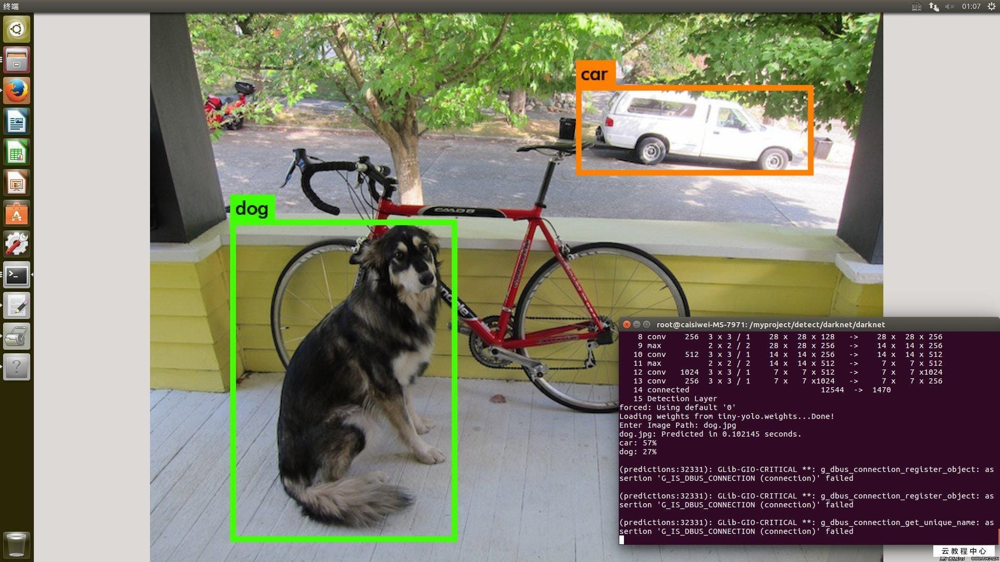 终端
01:07
car
dog
root@caisiwei-MS-7971: /myproject/detect/darknet/darknet
8 conv 256 3 x 3 / 1 28 x 28 x 128 -> 28 x 28 x 256
9 max 2 x 2 / 2 28 x 28 x 256 -> 14 x 14 x 256
10 conv 512 3 x 3 / 1 14 x 14 x 256 -> 14 x 14 x 512
11 max 2 x 2 / 2 14 x 14 x 512 -> 7 x 7 x 512
12 conv 1024 3 x 3 / 1 7 x 7 x 512 -> 7 x 7 x1024
13 conv 256 3 x 3 / 1 7 x 7 x1024 -> 7 x 7 x 256
14 connected 12544 -> 1470
15 Detection Layer
forced: Using default '0'
Loading weights from tiny-yolo.weights...Done!
Enter Image Path: dog.jpg
dog.jpg: Predicted in 0.102145 seconds.
car: 57%
dog: 27%
(predictions:32331): GLib-GIO-CRITICAL **: g_dbus_connection_register_object: as
sertion 'G_IS_DBUS_CONNECTION (connection)' failed
(predictions:32331): GLib-GIO-CRITICAL **: g_dbus_connection_register_object: as
sertion 'G_IS_DBUS_CONNECTION (connection)' failed
(predictions:32331): GLib-GIO-CRITICAL **: g_dbus_connection_get_unique_name: as
sertion 'G_IS_DBUS_CONNECTION (connection)' failed
云教程中心